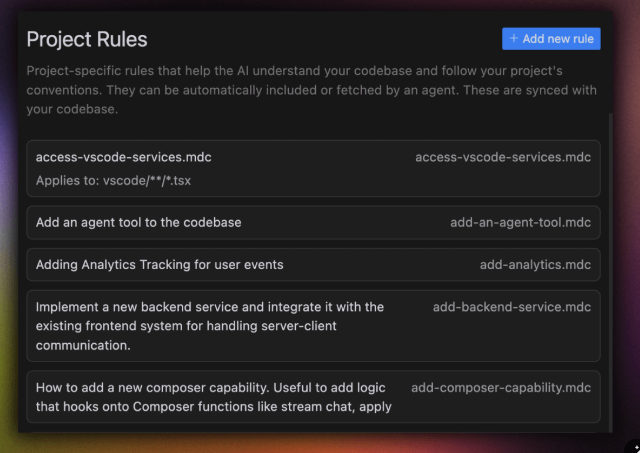 Project Rules
+ Add new rule
Project-specific rules that help the AI understand your codebase and follow your project's
conventions. They can be automatically included or fetched by an agent. These are synced with
your codebase.
access-vscode-services.mdc
access-vscode-services.mdc
Applies to: vscode/**/*.tsx
Add an agent tool to the codebase
add-an-agent-tool.mdc
Adding Analytics Tracking for user events
add-analytics.mdc
Implement a new backend service and integrate it with the
add-backend-service.mdc
existing frontend system for handling server-client
communication.
How to add a new composer capability. Useful to add logic
add-composer-capability.mdc
that hooks onto Composer functions like stream chat, apply